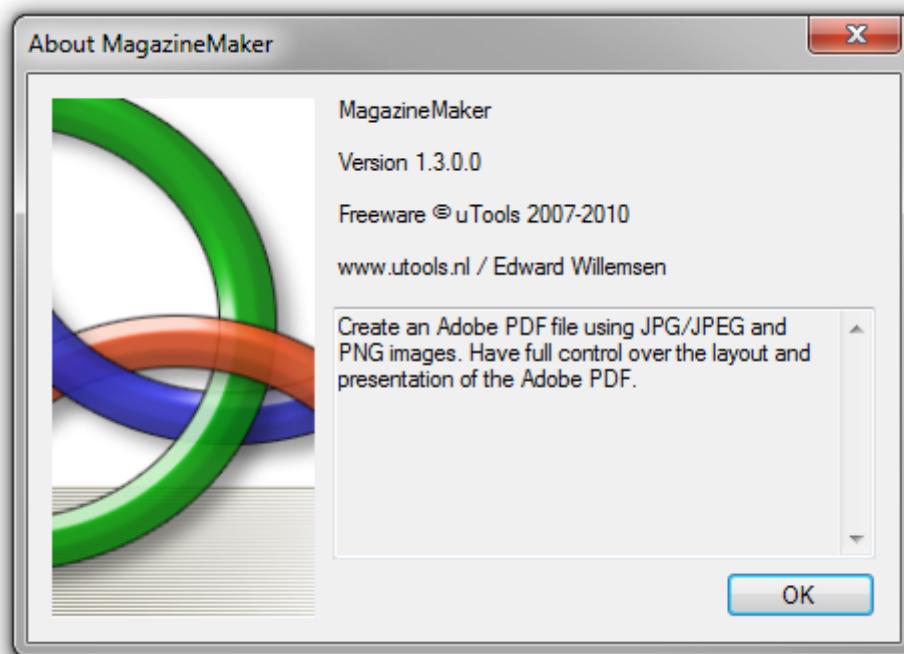 About MagazineMaker
MagazineMaker
Version 1.3.0.0
Freeware © uTools 2007-2010
www.utools.nl / Edward Willemsen
Create an Adobe PDF file using JPG/JPEG and
PNG images. Have full control over the layout and
presentation of the Adobe PDF.
OK